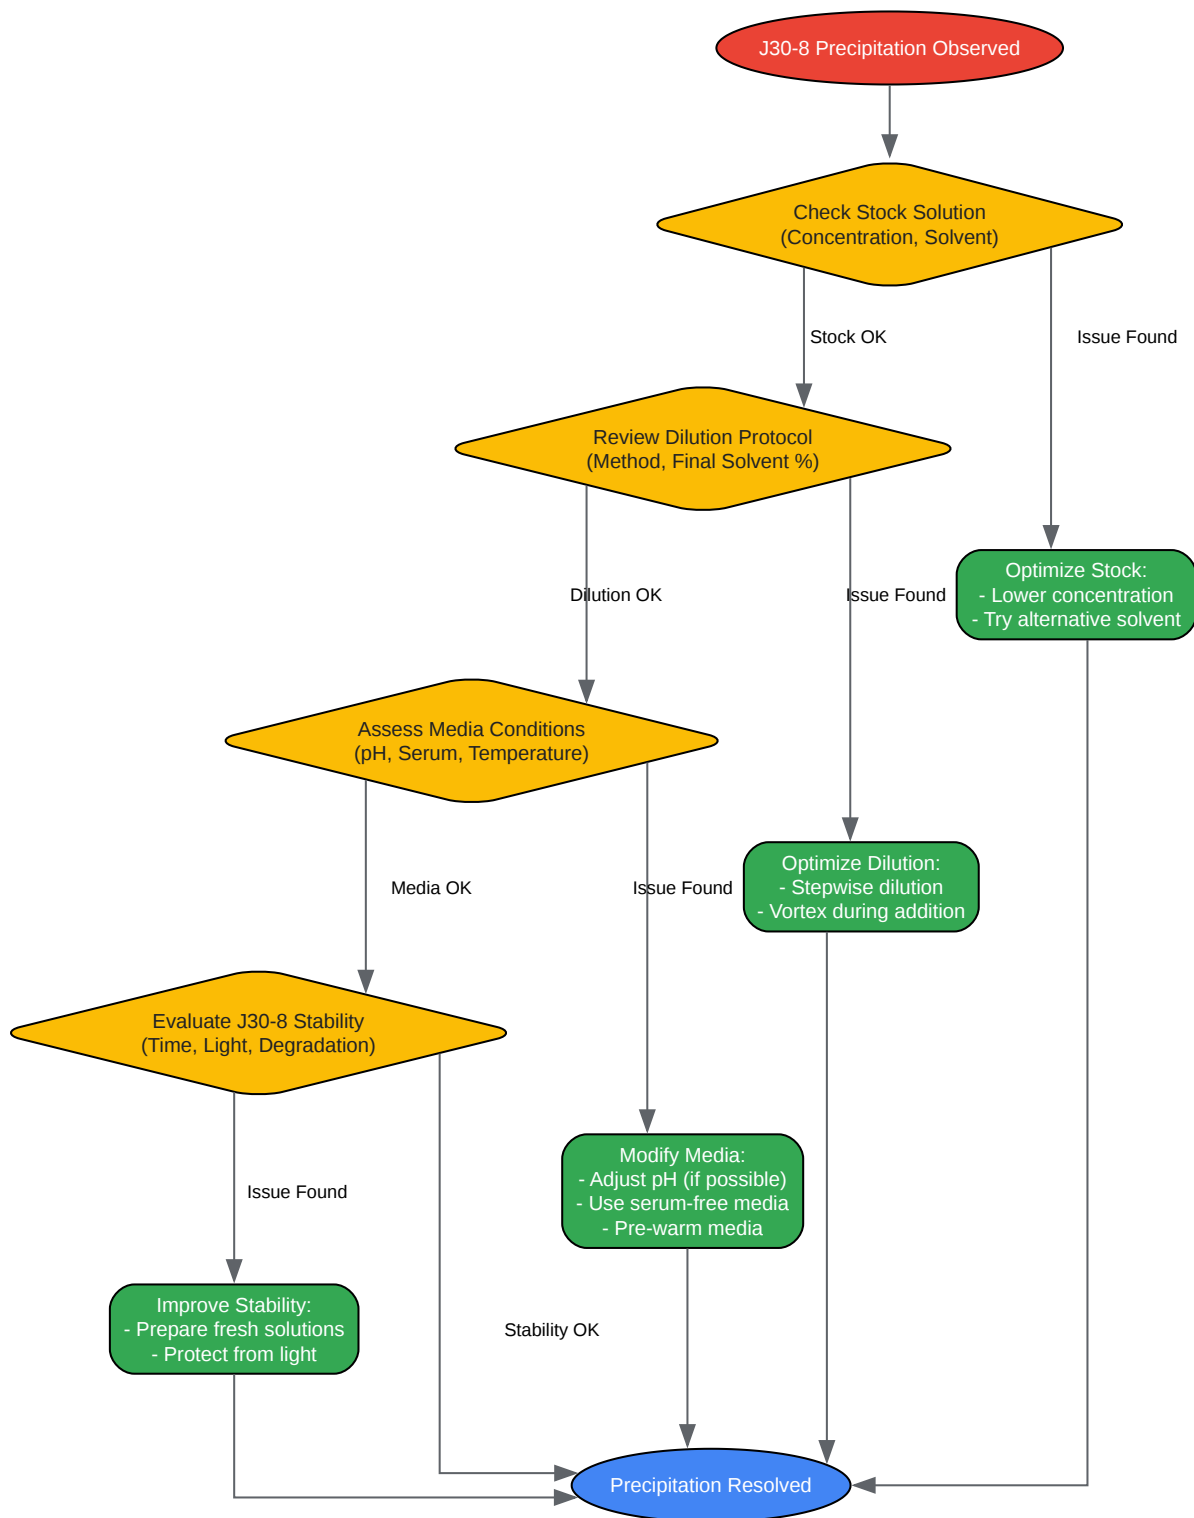 J30-8 Precipitation Observed
Check Stock Solution
(Concentration, Solvent)
Stock OK
Issue Found
Review Dilution Protocol
(Method, Final Solvent %)
Dilution OK
Issue Found
Optimize Stock:
- Lower concentration
- Try alternative solvent
Assess Media Conditions
(pH, Serum, Temperature)
Media OK
Issue Found
Optimize Dilution:
- Stepwise dilution
- Vortex during addition
Evaluate J30-8 Stability
(Time, Light, Degradation)
Issue Found
Stability OK
Modify Media:
- Adjust pH (if possible)
- Use serum-free media
- Pre-warm media
Improve Stability:
- Prepare fresh solutions
- Protect from light
Precipitation Resolved